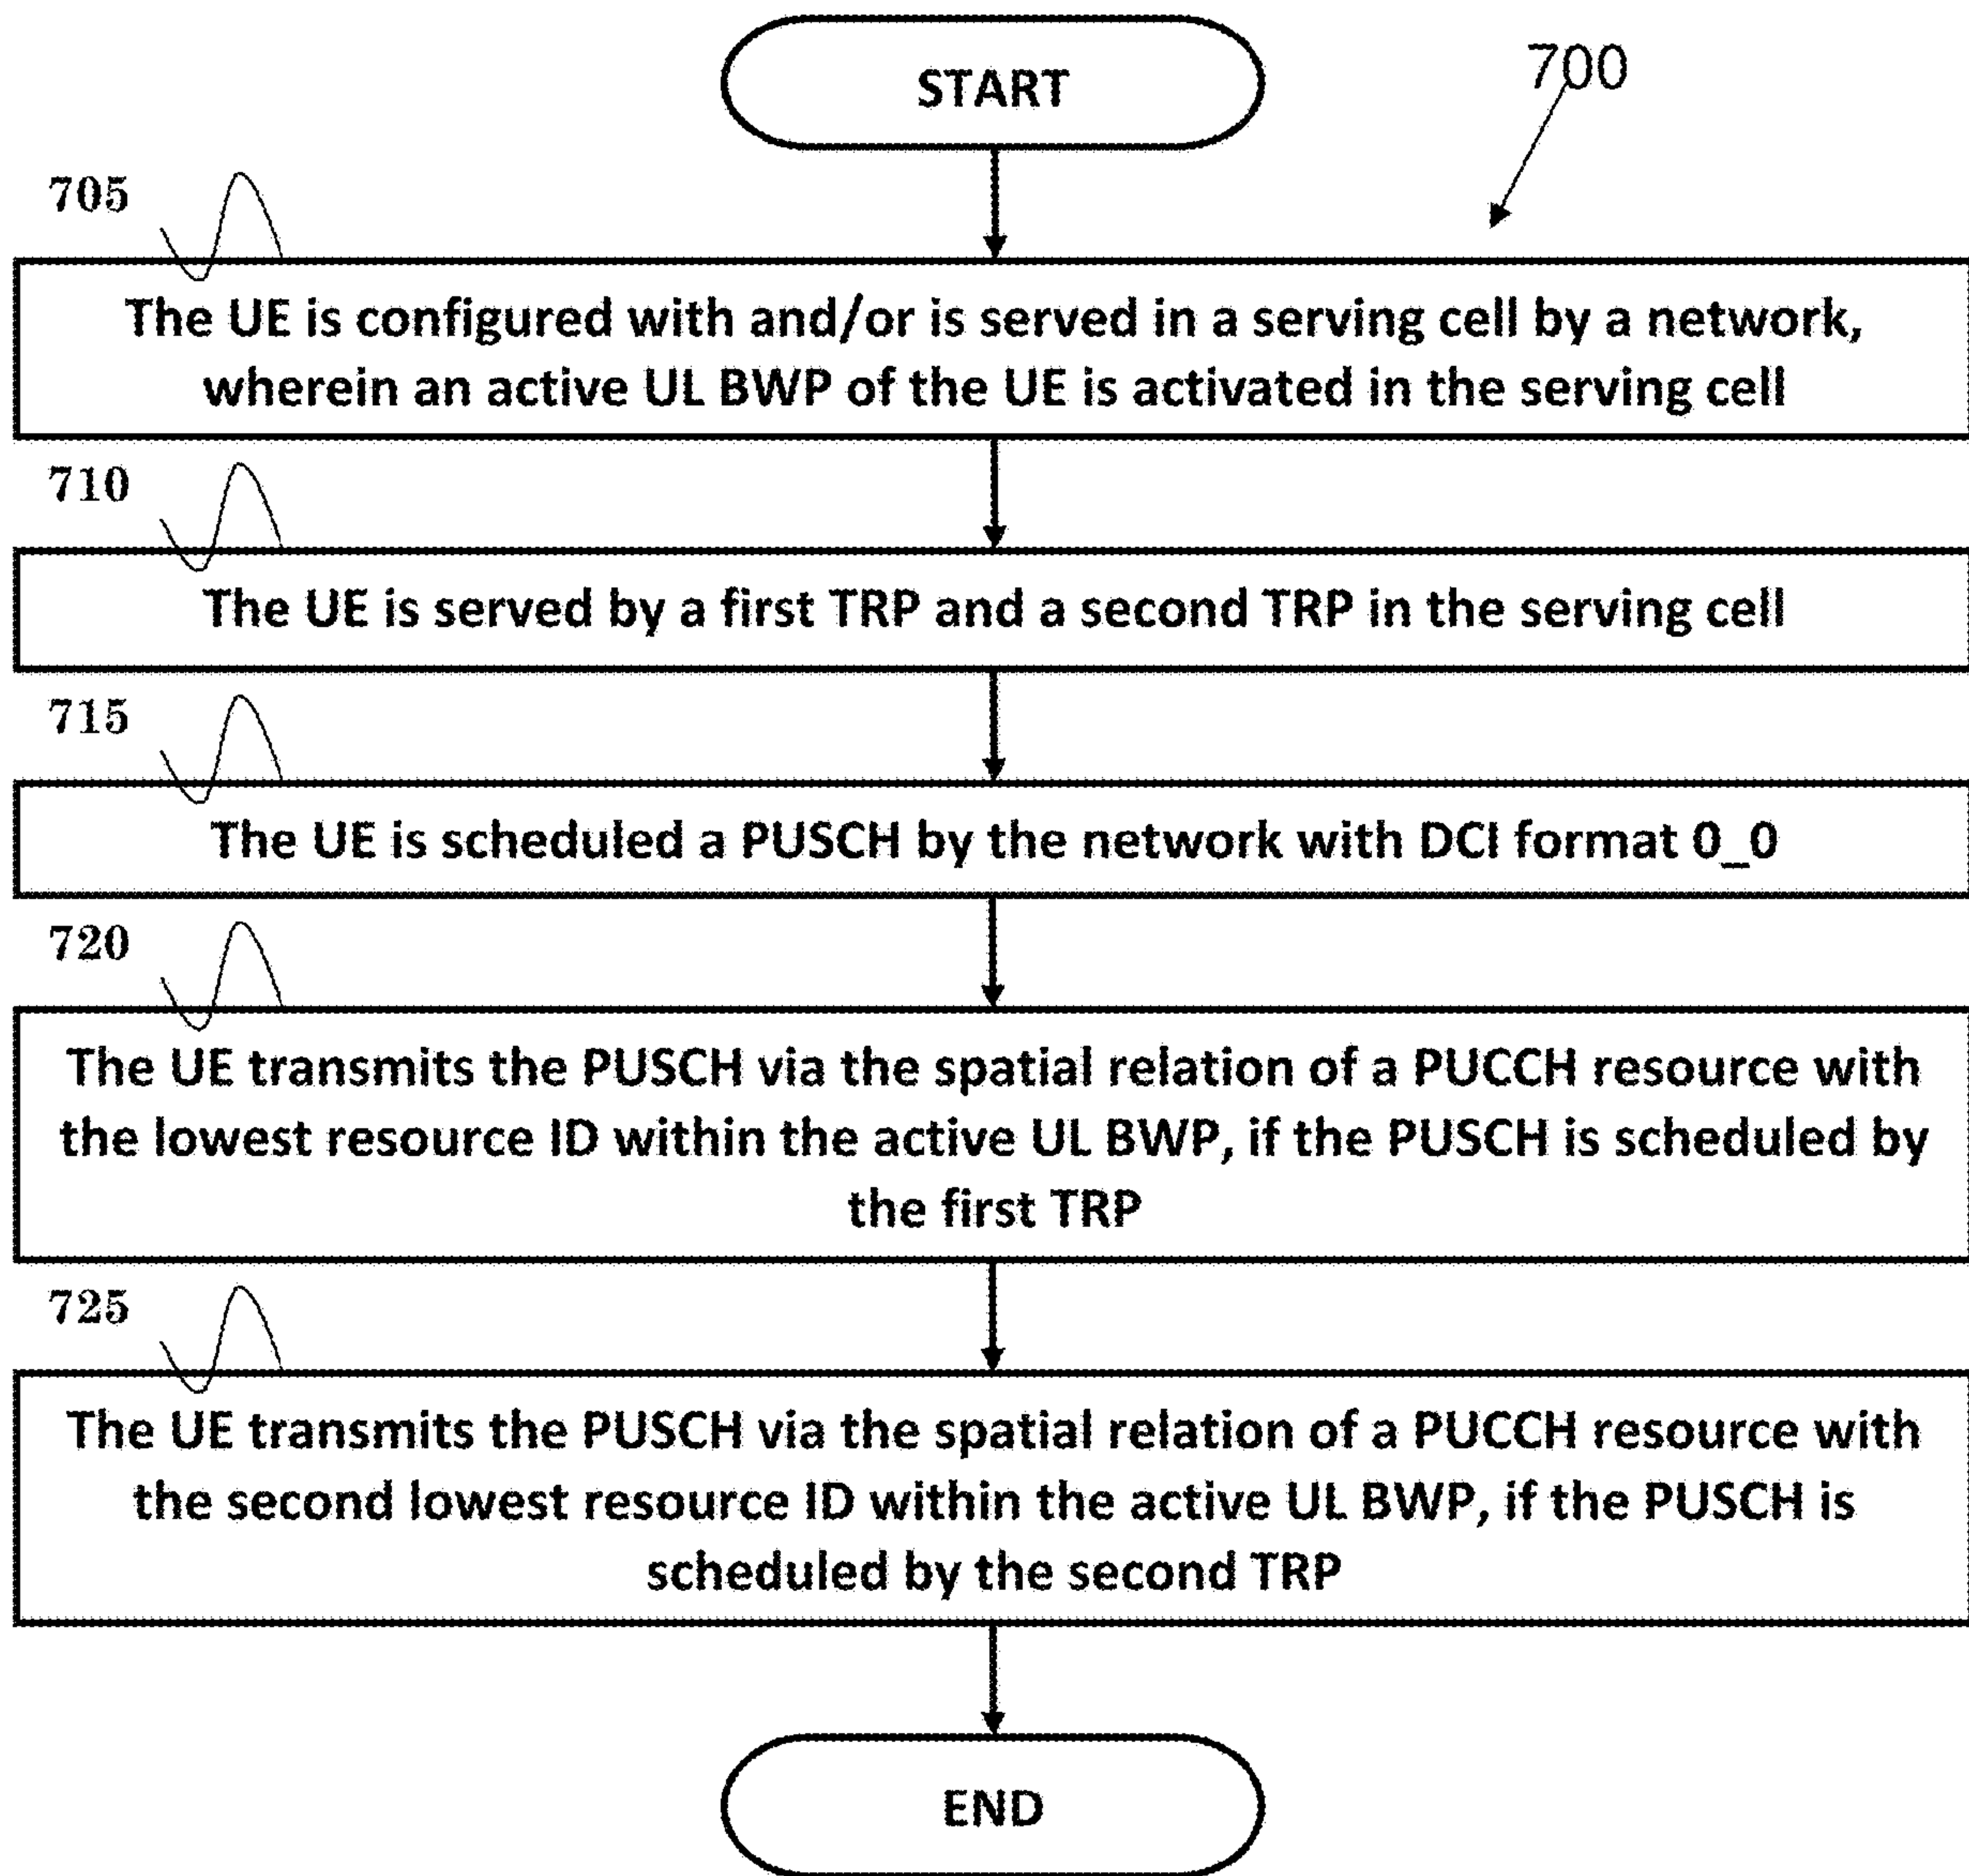 START
700
705
The UE is configured with and/or is served in a serving cell by a network,
wherein an active UL BWP of the UE is activated in the serving cell
710
The UE is served by a first TRP and a second TRP in the serving cell
715
The UE is scheduled a PUSCH by the network with DCI format 0_0
720
The UE transmits the PUSCH via the spatial relation of a PUCCH resource with
the lowest resource ID within the active UL BWP, if the PUSCH is scheduled by
the first TRP
725
The UE transmits the PUSCH via the spatial relation of a PUCCH resource with
the second lowest resource ID within the active UL BWP, if the PUSCH is
scheduled by the second TRP
END